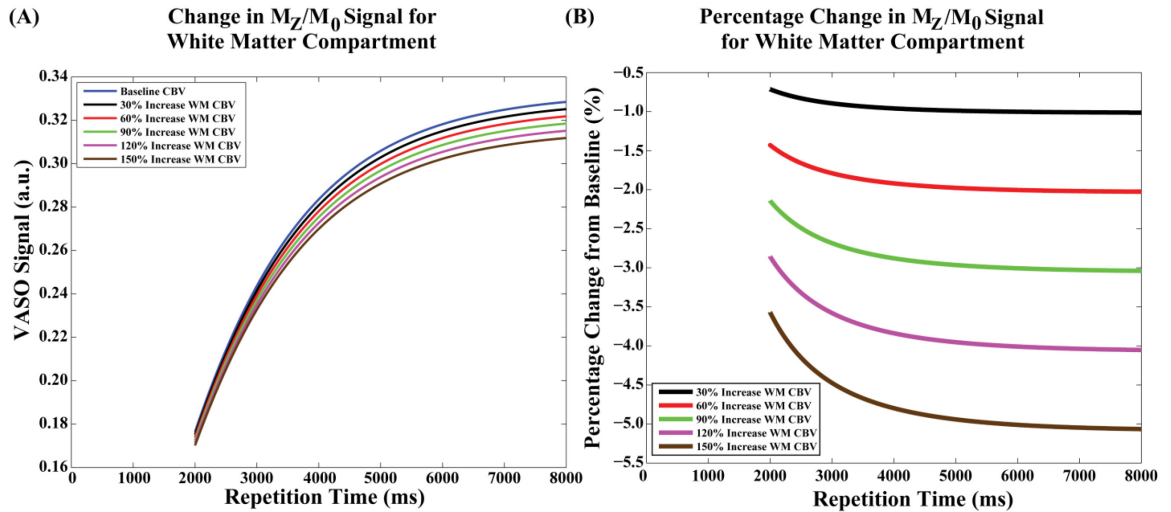 (A)
Change in MZ/M0 Signal for
White Matter Compartment
VASO Signal (a.u.)
0.34
0.32
0.30
0.28
0.26
0.24
0.22
0.20
0.18
0.16
Baseline CBV
30% Increase WM CBV
60% Increase WM CBV
90% Increase WM CBV
120% Increase WM CBV
150% Increase WM CBV
0 1000 2000 3000 4000 5000 6000 7000 8000
Repetition Time (ms)
(B)
Percentage Change in MZ/M0 Signal
for White Matter Compartment
Percentage Change from Baseline (%)
−0.5
−1.0
−1.5
−2.0
−2.5
−3.0
−3.5
−4.0
−4.5
−5.0
−5.5
30% Increase WM CBV
60% Increase WM CBV
90% Increase WM CBV
120% Increase WM CBV
150% Increase WM CBV
0 1000 2000 3000 4000 5000 6000 7000 8000
Repetition Time (ms)